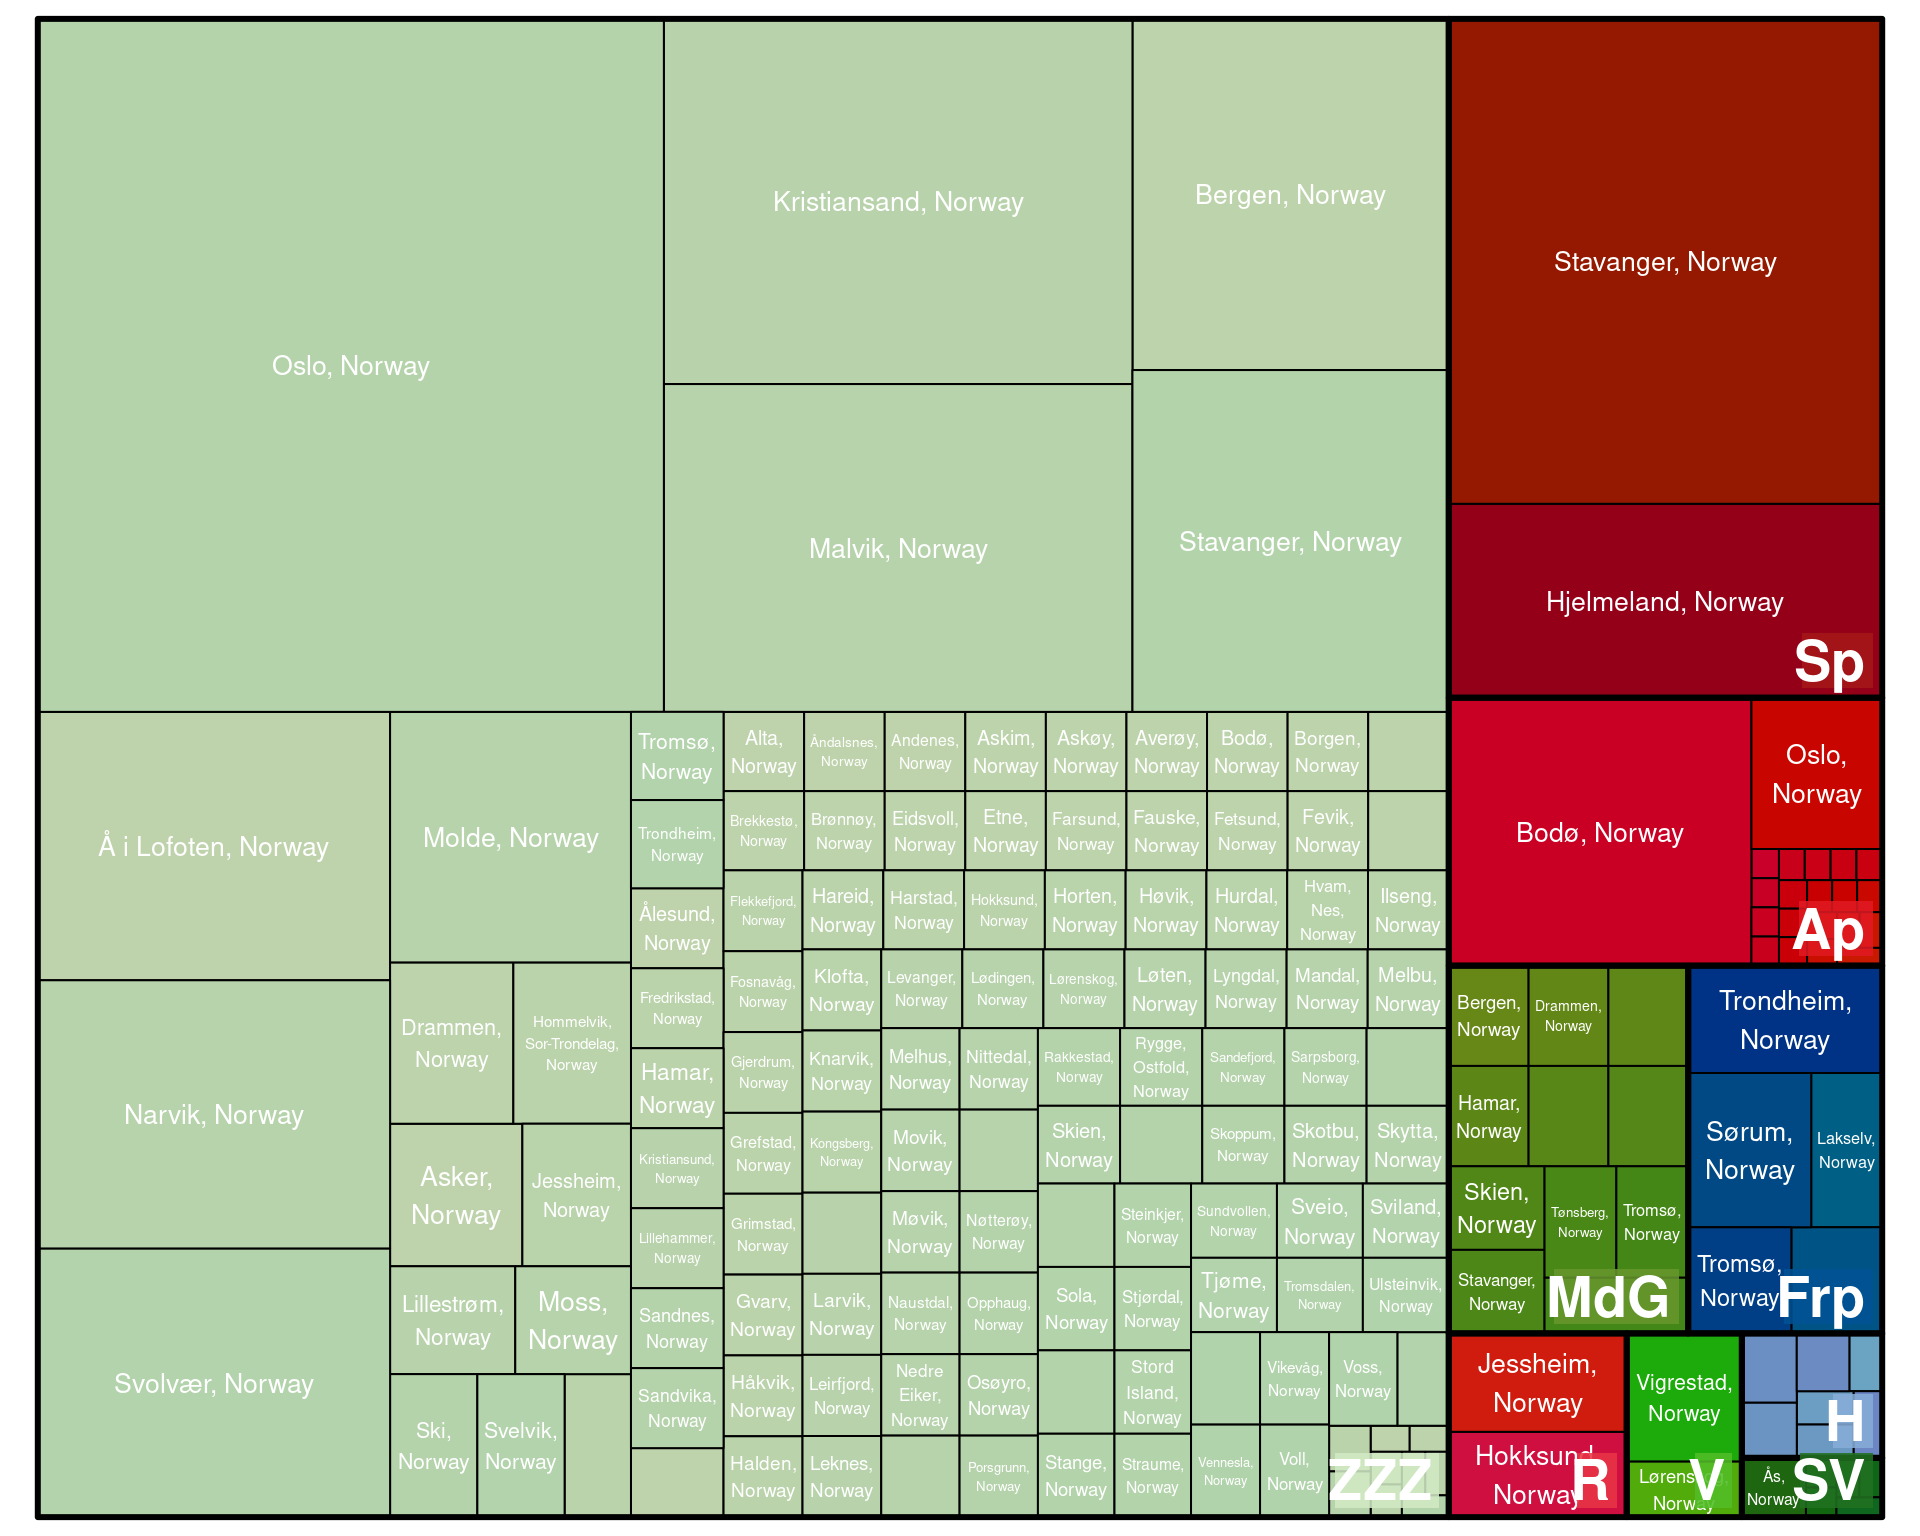 Oslo, Norway
Kristiansand, Norway
Bergen, Norway
Malvik, Norway
Stavanger, Norway
Å i Lofoten, Norway
Narvik, Norway
Svolvær, Norway
Molde, Norway
Drammen,
Norway
Hommelvik,
Sor-Trondelag,
Norway
Asker,
Norway
Jessheim,
Norway
Lillestrøm,
Norway
Moss,
Norway
Ski,
Norway
Svelvik,
Norway
Tromsø,
Norway
Trondheim,
Norway
Ålesund,
Norway
Fredrikstad,
Norway
Hamar,
Norway
Kristiansund,
Norway
Lillehammer,
Norway
Sandnes,
Norway
Sandvika,
Norway
Alta,
Norway
Åndalsnes,
Norway
Andenes,
Norway
Askim,
Norway
Askøy,
Norway
Averøy,
Norway
Bodø,
Norway
Borgen,
Norway
Brekkestø,
Norway
Brønnøy,
Norway
Eidsvoll,
Norway
Etne,
Norway
Farsund,
Norway
Fauske,
Norway
Fetsund,
Norway
Fevik,
Norway
Flekkefjord,
Norway
Hareid,
Norway
Harstad,
Norway
Hokksund,
Norway
Horten,
Norway
Høvik,
Norway
Hurdal,
Norway
Hvam,
Nes,
Norway
Ilseng,
Norway
Fosnavåg,
Norway
Klofta,
Norway
Levanger,
Norway
Lødingen,
Norway
Lørenskog,
Norway
Løten,
Norway
Lyngdal,
Norway
Mandal,
Norway
Melbu,
Norway
Gjerdrum,
Norway
Knarvik,
Norway
Melhus,
Norway
Nittedal,
Norway
Rakkestad,
Norway
Rygge,
Ostfold,
Norway
Sandefjord,
Norway
Sarpsborg,
Norway
Grefstad,
Norway
Kongsberg,
Norway
Movik,
Norway
Skien,
Norway
Skoppum,
Norway
Skotbu,
Norway
Skytta,
Norway
Grimstad,
Norway
Møvik,
Norway
Nøtterøy,
Norway
Steinkjer,
Norway
Sundvollen,
Norway
Sveio,
Norway
Sviland,
Norway
Gvarv,
Norway
Larvik,
Norway
Naustdal,
Norway
Opphaug,
Norway
Sola,
Norway
Stjørdal,
Norway
Tjøme,
Norway
Tromsdalen,
Norway
Ulsteinvik,
Norway
Håkvik,
Norway
Leirfjord,
Norway
Nedre
Eiker,
Norway
Osøyro,
Norway
Stord
Island,
Norway
Vikevåg,
Norway
Voss,
Norway
Halden,
Norway
Leknes,
Norway
Porsgrunn,
Norway
Stange,
Norway
Straume,
Norway
Vennesla,
Norway
Voll,
Norway
ZZZ
Stavanger, Norway
Hjelmeland, Norway
Sp
Bodø, Norway
Oslo,
Norway
Ap
Bergen,
Norway
Drammen,
Norway
Hamar,
Norway
Skien,
Norway
Tønsberg,
Norway
Tromsø,
Norway
Stavanger,
Norway
MdG
Trondheim,
Norway
Sørum,
Norway
Lakselv,
Norway
Tromsø,
Norway
Frp
Jessheim,
Norway
Hokksund,
Norway
R
Vigrestad,
Norway
Norway
V
H
Ås,
Norway
SV